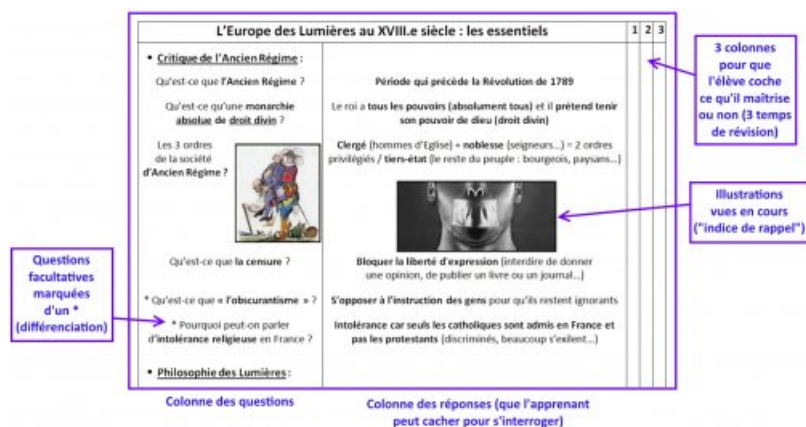 L'Europe des Lumières au XVIII.e siècle : les essentiels
1 2 3
• Critique de l'Ancien Régime :
Qu'est-ce que l'Ancien Régime ?
Période qui précède la Révolution de 1789
Qu'est-ce qu'une monarchie
absolue de droit divin ?
Le roi a tous les pouvoirs (absolument tous) et il prétend tenir
son pouvoir de dieu (droit divin)
Les 3 ordres
de la société
d'Ancien Régime ?
Clergé (hommes d'Eglise) + noblesse (seigneurs...) = 2 ordres
privilégiés / tiers-état (le reste du peuple : bourgeois, paysans...)
Qu'est-ce que la censure ?
Bloquer la liberté d'expression (interdire de donner
une opinion, de publier un livre ou un journal...)
* Qu'est-ce que « l'obscurantisme » ?
S'opposer à l'instruction des gens pour qu'ils restent ignorants
* Pourquoi peut-on parler
d'intolérance religieuse en France ?
Intolérance car seuls les catholiques sont admis en France et
pas les protestants (discriminés, beaucoup s'exilent...)
• Philosophie des Lumières :
3 colonnes
pour que
l'élève coche
ce qu'il maîtrise
ou non (3 temps
de révision)
Illustrations
vues en cours
("indice de rappel")
Questions
facultatives
marquées
d'un *
(différenciation)
Colonne des questions
Colonne des réponses (que l'apprenant
peut cacher pour s'interroger)